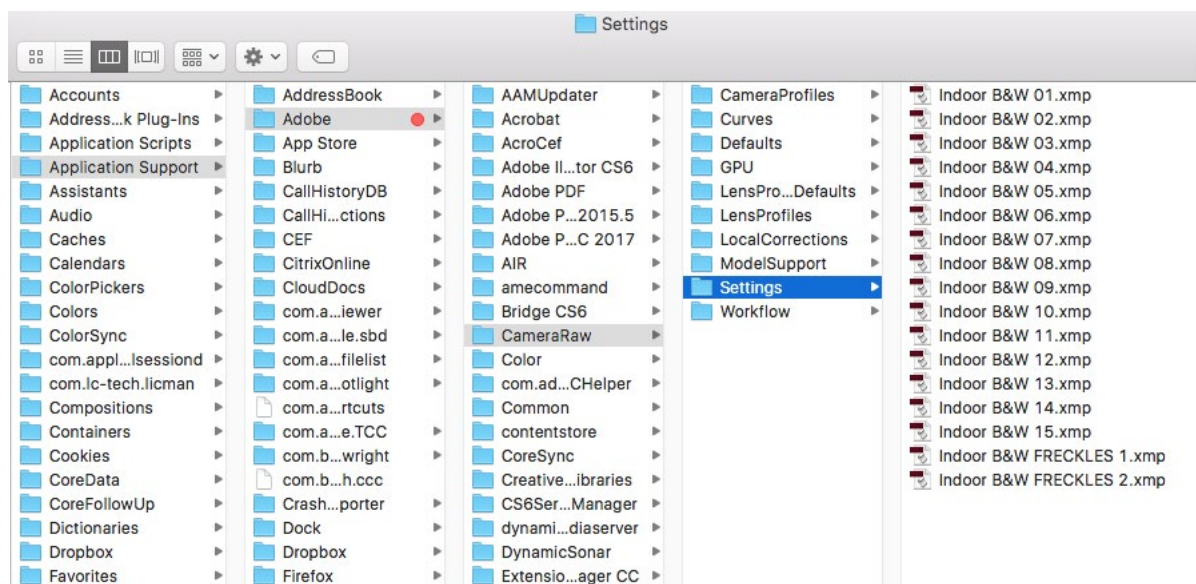 Settings
Accounts
Address…k Plug-Ins
Application Scripts
Application Support
Assistants
Audio
Caches
Calendars
ColorPickers
Colors
ColorSync
com.appl…lsessiond
com.lc-tech.licman
Compositions
Containers
Cookies
CoreData
CoreFollowUp
Dictionaries
Dropbox
Favorites
AddressBook
Adobe
App Store
Blurb
CallHistoryDB
CallHi…ctions
CEF
CitrixOnline
CloudDocs
com.a…iewer
com.a…le.sbd
com.a…filelist
com.a…otlight
com.a…rtcuts
com.a…e.TCC
com.b…wright
com.b…h.ccc
Crash…porter
Dock
Dropbox
Firefox
AAMUpdater
Acrobat
AcroCef
Adobe Il…tor CS6
Adobe PDF
Adobe P…2015.5
Adobe P…C 2017
AIR
amecommand
Bridge CS6
CameraRaw
Color
com.ad…CHelper
Common
contentstore
CoreSync
Creative…ibraries
CS6Ser…Manager
dynami…diaserver
DynamicSonar
Extensio…ager CC
CameraProfiles
Curves
Defaults
GPU
LensPro…Defaults
LensProfiles
LocalCorrections
ModelSupport
Settings
Workflow
Indoor B&W 01.xmp
Indoor B&W 02.xmp
Indoor B&W 03.xmp
Indoor B&W 04.xmp
Indoor B&W 05.xmp
Indoor B&W 06.xmp
Indoor B&W 07.xmp
Indoor B&W 08.xmp
Indoor B&W 09.xmp
Indoor B&W 10.xmp
Indoor B&W 11.xmp
Indoor B&W 12.xmp
Indoor B&W 13.xmp
Indoor B&W 14.xmp
Indoor B&W 15.xmp
Indoor B&W FRECKLES 1.xmp
Indoor B&W FRECKLES 2.xmp